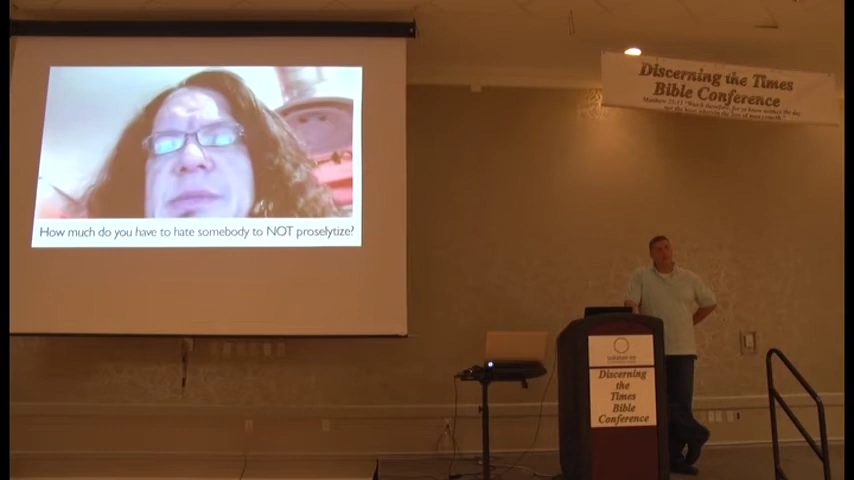 Discerning the Times
Bible Conference
How much do you have to hate somebody to NOT proselytize?
Discerning
the
Times
Bible
Conference